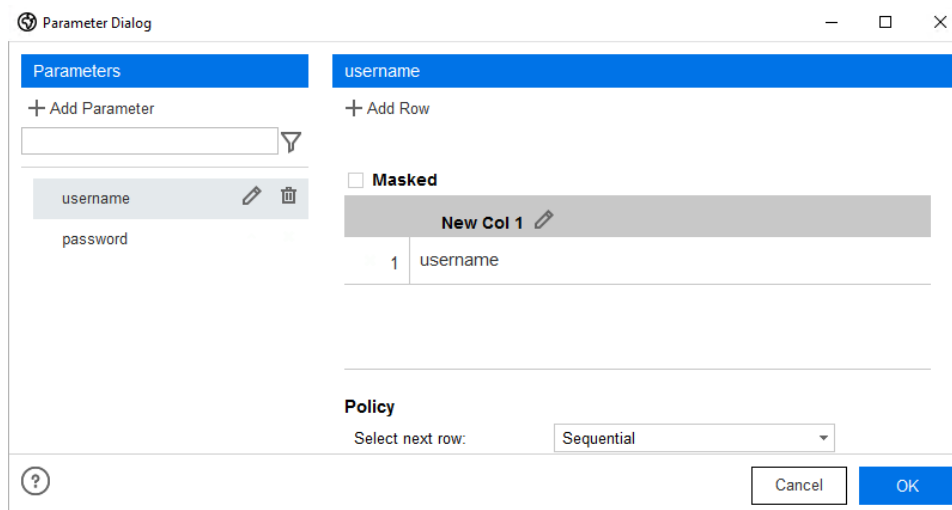 Parameter Dialog
Parameters
Add Parameter
username
password
username
Add Row
Masked
New Col 1
1 username
Policy
Select next row: Sequential
? Cancel OK